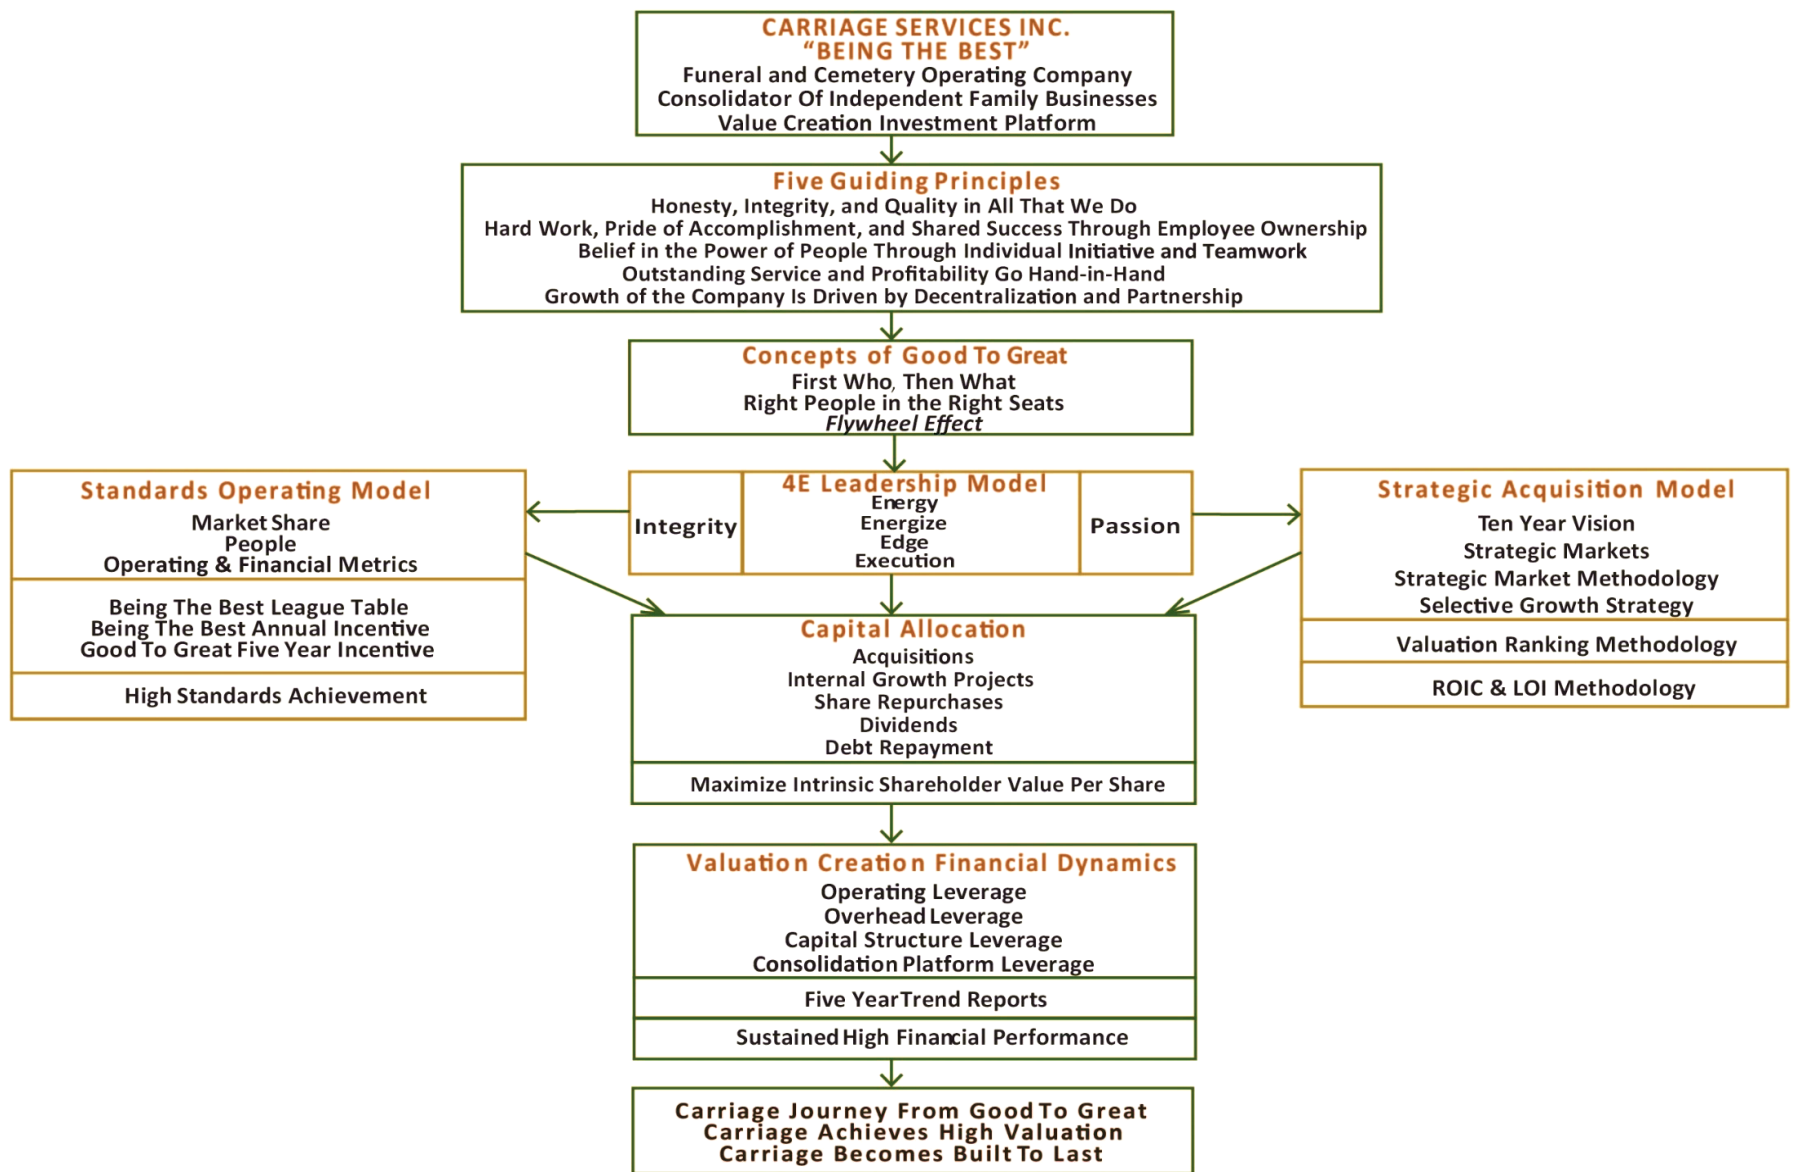 CARRIAGE SERVICES INC.
“BEING THE BEST”
Funeral and Cemetery Operating Company
Consolidator Of Independent Family Businesses
Value Creation Investment Platform
Five Guiding Principles
Honesty, Integrity, and Quality in All That We Do
Hard Work, Pride of Accomplishment, and Shared Success Through Employee Ownership
Belief in the Power of People Through Individual Initiative and Teamwork
Outstanding Service and Profitability Go Hand-in-Hand
Growth of the Company Is Driven by Decentralization and Partnership
Concepts of Good To Great
First Who, Then What
Right People in the Right Seats
Flywheel Effect
Standards Operating Model
Market Share
People
Operating & Financial Metrics
Being The Best League Table
Being The Best Annual Incentive
Good To Great Five Year Incentive
High Standards Achievement
Integrity
4E Leadership Model
Energy
Energize
Edge
Execution
Passion
Strategic Acquisition Model
Ten Year Vision
Strategic Markets
Strategic Market Methodology
Selective Growth Strategy
Valuation Ranking Methodology
ROIC & LOI Methodology
Capital Allocation
Acquisitions
Internal Growth Projects
Share Repurchases
Dividends
Debt Repayment
Maximize Intrinsic Shareholder Value Per Share
Valuation Creation Financial Dynamics
Operating Leverage
Overhead Leverage
Capital Structure Leverage
Consolidation Platform Leverage
Five Year Trend Reports
Sustained High Financial Performance
Carriage Journey From Good To Great
Carriage Achieves High Valuation
Carriage Becomes Built To Last